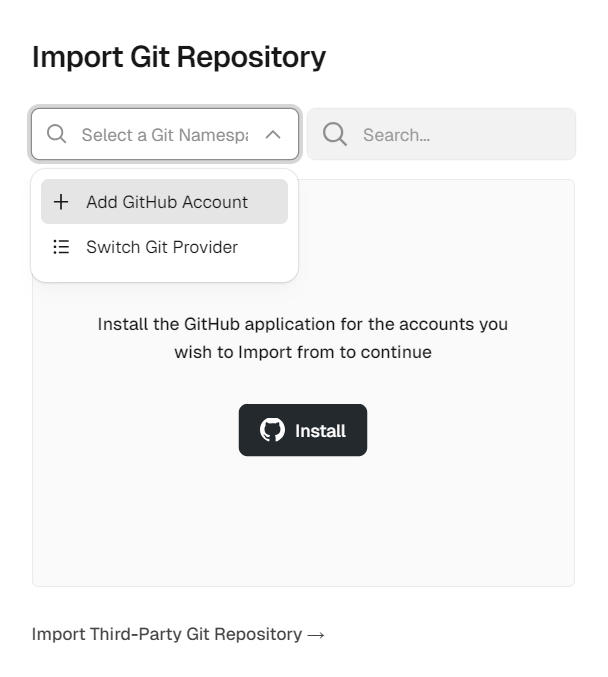 Import Git Repository
Select a Git Namespa
Search...
Add GitHub Account
Switch Git Provider
Install the GitHub application for the accounts you
wish to Import from to continue
Install
Import Third-Party Git Repository →